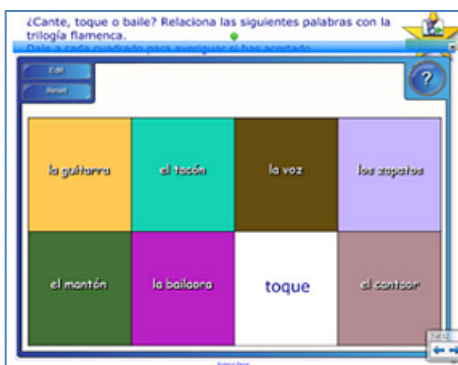 ¿Cante, toque o baile? Relaciona las siguientes palabras con la
trilogía flamenca.
Dale a cada cuadrado para averiguar si has acertado.
Edit
Reset
?
la guitarra
el tacón
la voz
los zapatos
el mantón
la bailaora
toque
el cantaor